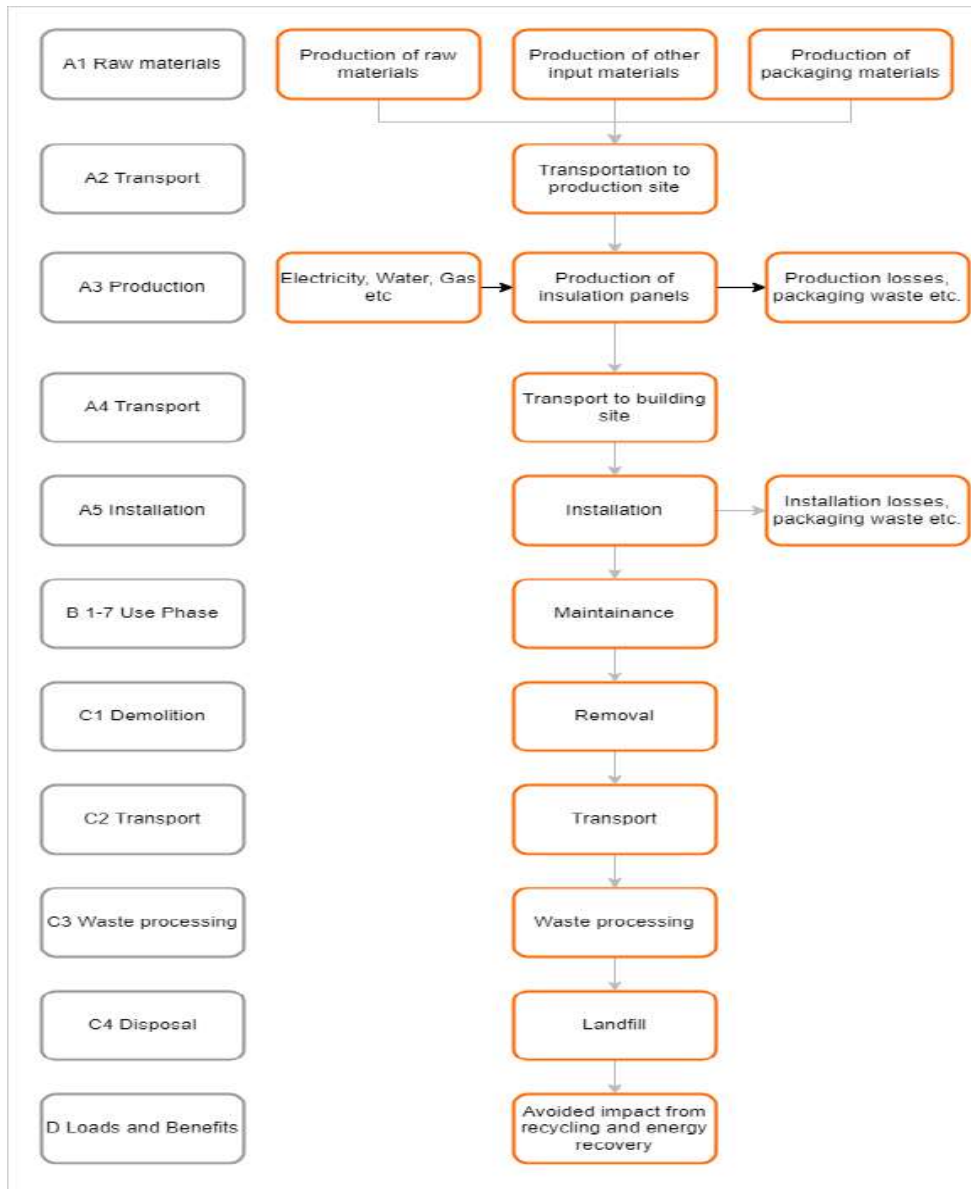 A1 Raw materials
Production of raw
materials
Production of other
input materials
Production of
packaging materials
A2 Transport
Transportation to
production site
A3 Production
Electricity, Water, Gas
etc
Production of
insulation panels
Production losses,
packaging waste etc.
A4 Transport
Transport to building
site
A5 Installation
Installation
Installation losses,
packaging waste etc.
B 1-7 Use Phase
Maintainance
C1 Demolition
Removal
C2 Transport
Transport
C3 Waste processing
Waste processing
C4 Disposal
Landfill
D Loads and Benefits
Avoided impact from
recycling and energy
recovery